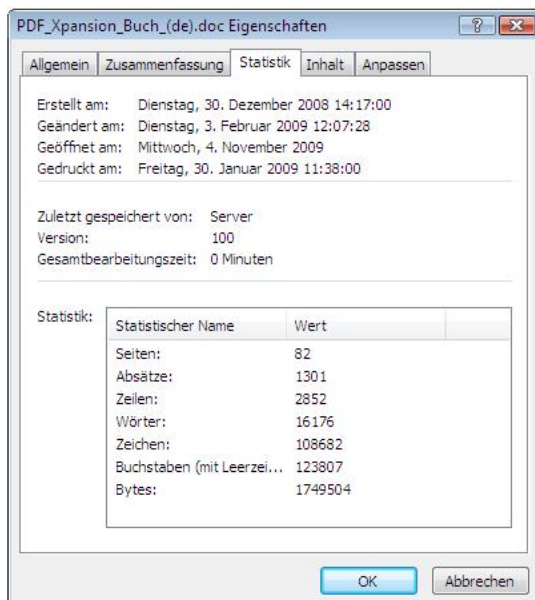 PDF_Xpansion_Buch_(de).doc Eigenschaften
Allgemein Zusammenfassung Statistik Inhalt Anpassen
Erstellt am: Dienstag, 30. Dezember 2008 14:17:00
Geändert am: Dienstag, 3. Februar 2009 12:07:28
Geöffnet am: Mittwoch, 4. November 2009
Gedruckt am: Freitag, 30. Januar 2009 11:38:00
Zuletzt gespeichert von: Server
Version: 100
Gesamtbearbeitungszeit: 0 Minuten
Statistik:
Statistischer Name Wert
Seiten: 82
Absätze: 1301
Zeilen: 2852
Wörter: 16176
Zeichen: 108682
Buchstaben (mit Leerzei... 123807
Bytes: 1749504
OK Abbrechen